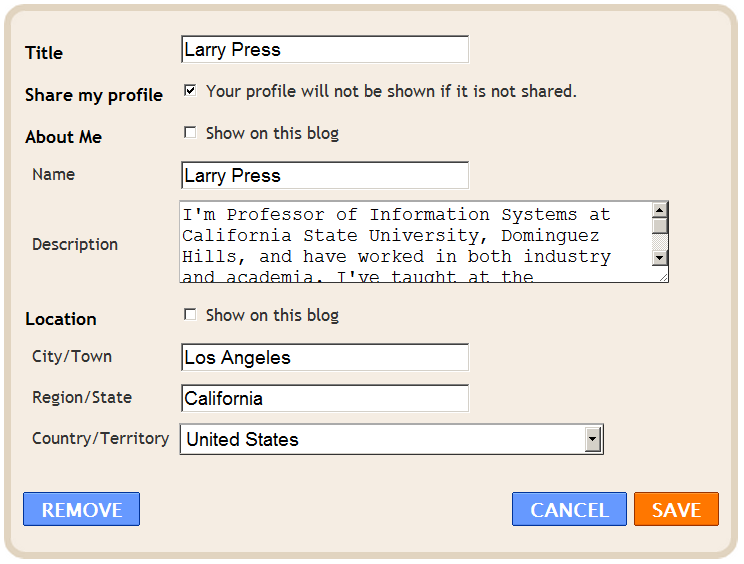 Title Larry Press
Share my profile Your profile will not be shown if it is not shared.
About Me Show on this blog
Name Larry Press
Description I'm Professor of Information Systems at
California State University, Dominguez
Hills, and have worked in both industry
and academia. I've taught at the
Location Show on this blog
City/Town Los Angeles
Region/State California
Country/Territory United States
REMOVE CANCEL SAVE